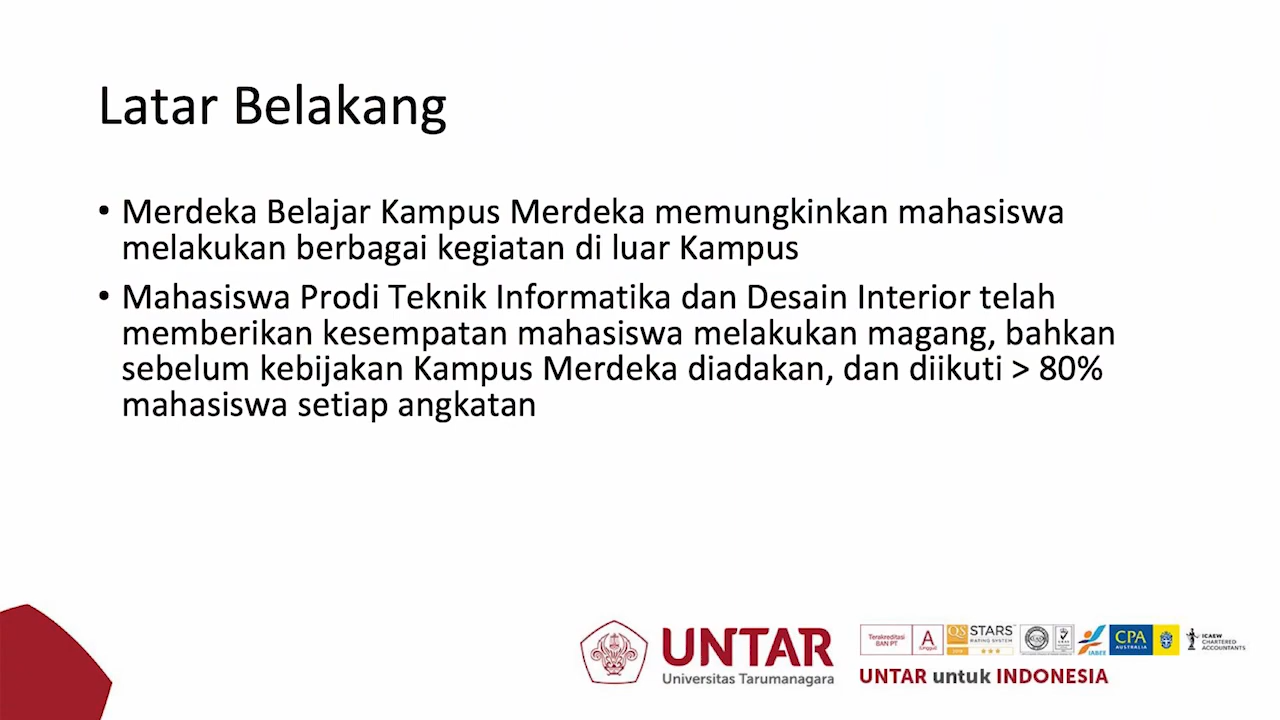 Latar Belakang
• Merdeka Belajar Kampus Merdeka memungkinkan mahasiswa
melakukan berbagai kegiatan di luar Kampus
• Mahasiswa Prodi Teknik Informatika dan Desain Interior telah
memberikan kesempatan mahasiswa melakukan magang, bahkan
sebelum kebijakan Kampus Merdeka diadakan, dan diikuti > 80%
mahasiswa setiap angkatan
UNTAR
Universitas Tarumanagara
Terakreditasi
BAN PT
A
Unggul
QS STARS
RATING SYSTEM
IABEE
CPA
AUSTRALIA
ICAEW
CHARTERED
ACCOUNTANTS
UNTAR untuk INDONESIA